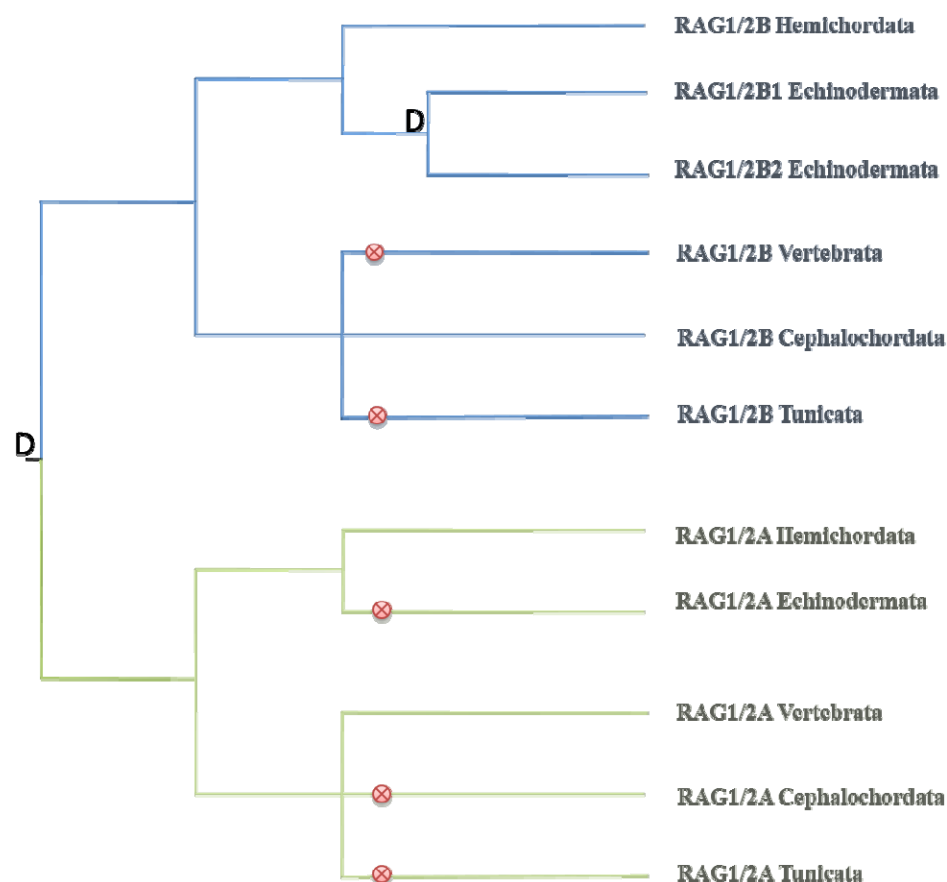 RAG1/2B Hemichordata
RAG1/2B1 Echinodermata
D
RAG1/2B2 Echinodermata
RAG1/2B Vertebrata
RAG1/2B Cephalochordata
RAG1/2B Tunicata
D
RAG1/2A Hemichordata
RAG1/2A Echinodermata
RAG1/2A Vertebrata
RAG1/2A Cephalochordata
RAG1/2A Tunicata